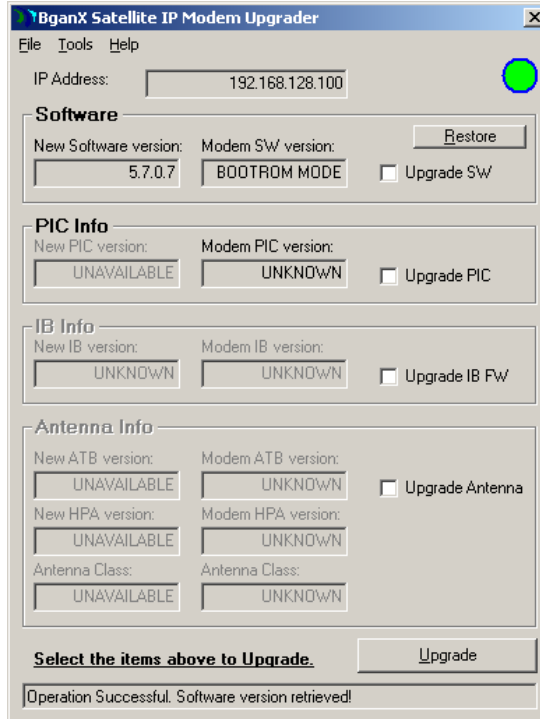 BganX Satellite IP Modem Upgrader
File Tools Help
IP Address: 192.168.128.100
Software
Restore
New Software version: Modem SW version:
5.7.0.7 BOOTROM MODE Upgrade SW
PIC Info
New PIC version: Modem PIC version:
UNAVAILABLE UNKNOWN Upgrade PIC
IB Info
New IB version: Modem IB version:
UNKNOWN UNKNOWN Upgrade IB FW
Antenna Info
New ATB version: Modem ATB version:
UNAVAILABLE UNKNOWN Upgrade Antenna
New HPA version: Modem HPA version:
UNAVAILABLE UNKNOWN
Antenna Class: Antenna Class:
UNAVAILABLE UNKNOWN
Select the items above to Upgrade. Upgrade
Operation Successful. Software version retrieved!